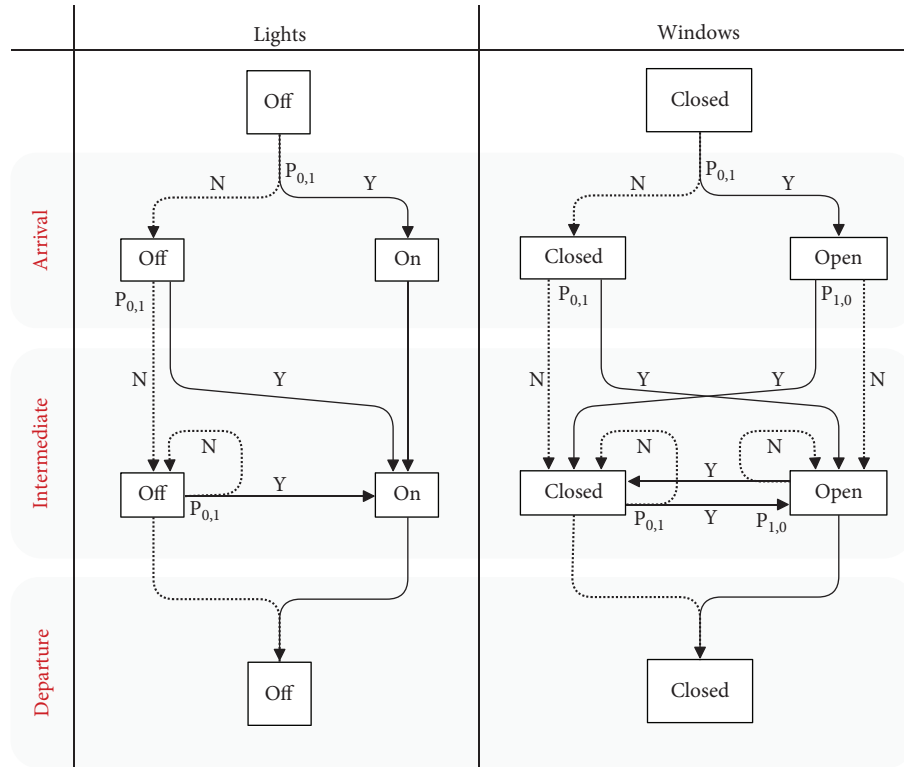 Lights
Windows
Off
Closed
P0,1
P0,1
N
Y
N
Y
Arrival
Off
On
Closed
Open
P0,1
P0,1
P1,0
N
Y
N
Y
N
Intermediate
N
N
N
Y
Y
Off
On
Closed
Open
P0,1
P0,1
Y
P1,0
Departure
Off
Closed